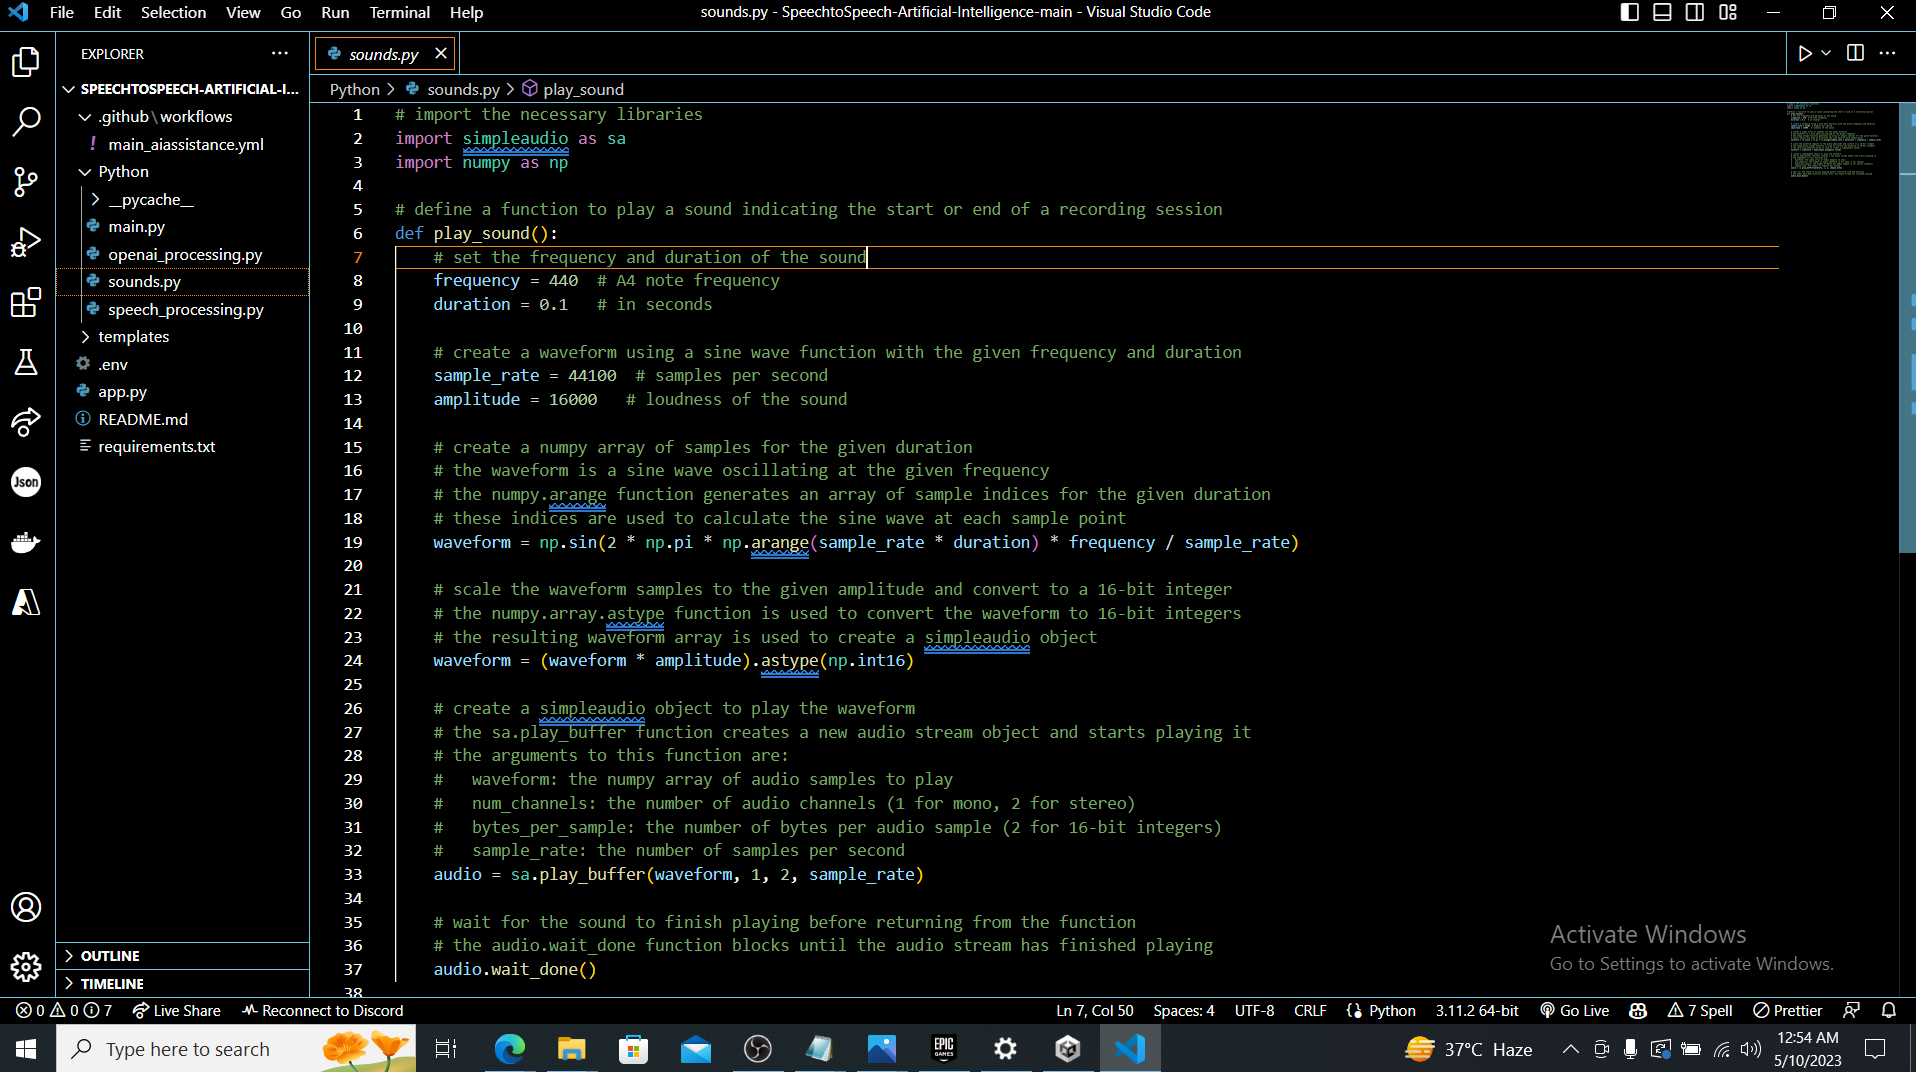 File Edit Selection View Go Run Terminal Help
sounds.py - SpeechtoSpeech-Artificial-Intelligence-main - Visual Studio Code
EXPLORER
SPEECHTOSPEECH-ARTIFICIAL-I...
.github\workflows
! main_aiassistance.yml
Python
__pycache__
main.py
openai_processing.py
sounds.py
speech_processing.py
templates
.env
app.py
README.md
requirements.txt
Json
OUTLINE
TIMELINE
sounds.py
Python > sounds.py > play_sound
1 # import the necessary libraries
2 import simpleaudio as sa
3 import numpy as np
4
5 # define a function to play a sound indicating the start or end of a recording session
6 def play_sound():
7 # set the frequency and duration of the sound
8 frequency = 440 # A4 note frequency
9 duration = 0.1 # in seconds
10
11 # create a waveform using a sine wave function with the given frequency and duration
12 sample_rate = 44100 # samples per second
13 amplitude = 16000 # loudness of the sound
14
15 # create a numpy array of samples for the given duration
16 # the waveform is a sine wave oscillating at the given frequency
17 # the numpy.arange function generates an array of sample indices for the given duration
18 # these indices are used to calculate the sine wave at each sample point
19 waveform = np.sin(2 * np.pi * np.arange(sample_rate * duration) * frequency / sample_rate)
20
21 # scale the waveform samples to the given amplitude and convert to a 16-bit integer
22 # the numpy.array.astype function is used to convert the waveform to 16-bit integers
23 # the resulting waveform array is used to create a simpleaudio object
24 waveform = (waveform * amplitude).astype(np.int16)
25
26 # create a simpleaudio object to play the waveform
27 # the sa.play_buffer function creates a new audio stream object and starts playing it
28 # the arguments to this function are:
29 # waveform: the numpy array of audio samples to play
30 # num_channels: the number of audio channels (1 for mono, 2 for stereo)
31 # bytes_per_sample: the number of bytes per audio sample (2 for 16-bit integers)
32 # sample_rate: the number of samples per second
33 audio = sa.play_buffer(waveform, 1, 2, sample_rate)
34
35 # wait for the sound to finish playing before returning from the function
36 # the audio.wait_done function blocks until the audio stream has finished playing
37 audio.wait_done()
38
Activate Windows
Go to Settings to activate Windows.
0 0 7 Live Share Reconnect to Discord
Ln 7, Col 50 Spaces: 4 UTF-8 CRLF Python 3.11.2 64-bit Go Live 7 Spell Prettier
Type here to search
EPIC GAMES
37°C Haze
12:54 AM
5/10/2023